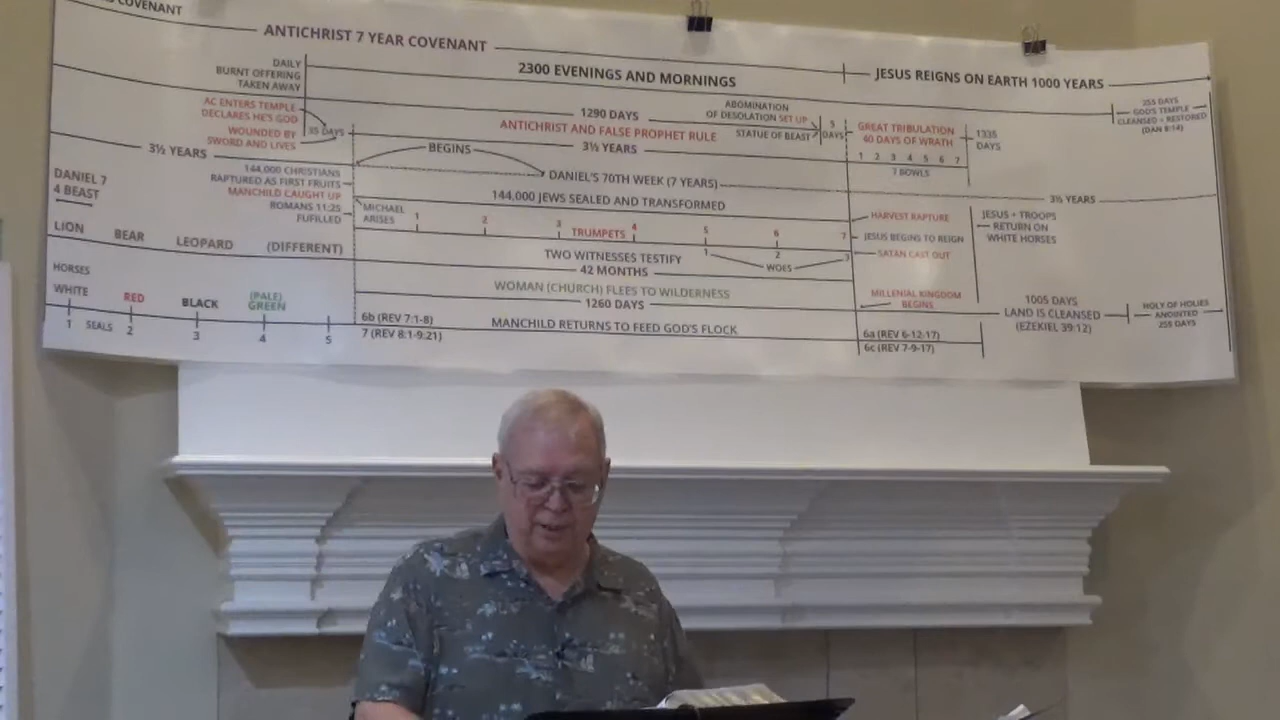 COVENANT
ANTICHRIST 7 YEAR COVENANT
DAILY
BURNT OFFERING
TAKEN AWAY
2300 EVENINGS AND MORNINGS
JESUS REIGNS ON EARTH 1000 YEARS
AC ENTERS TEMPLE
DECLARES HE'S GOD
WOUNDED BY
SWORD AND LIVES
35 DAYS
1290 DAYS
ANTICHRIST AND FALSE PROPHET RULE
3½ YEARS
ABOMINATION
OF DESOLATION SET UP
STATUE OF BEAST
5
DAYS
GREAT TRIBULATION
40 DAYS OF WRATH
1 2 3 4 5 6 7
7 BOWLS
1335
DAYS
255 DAYS
GOD'S TEMPLE
CLEANSED + RESTORED
(DAN 8:14)
3½ YEARS
BEGINS
DANIEL'S 70TH WEEK (7 YEARS)
3½ YEARS
144,000 CHRISTIANS
RAPTURED AS FIRST FRUITS
MANCHILD CAUGHT UP
ROMANS 11:25
FUFILLED
DANIEL 7
4 BEAST
144,000 JEWS SEALED AND TRANSFORMED
MICHAEL
ARISES
1 2 3 TRUMPETS 4 5 6 7
HARVEST RAPTURE
JESUS BEGINS TO REIGN
SATAN CAST OUT
JESUS + TROOPS
RETURN ON
WHITE HORSES
LION BEAR LEOPARD (DIFFERENT)
TWO WITNESSES TESTIFY
1 2 3
WOES
42 MONTHS
HORSES
WHITE RED BLACK (PALE)
GREEN
1 SEALS 2 3 4 5
WOMAN (CHURCH) FLEES TO WILDERNESS
1260 DAYS
MILLENIAL KINGDOM
BEGINS
1005 DAYS
LAND IS CLEANSED
(EZEKIEL 39:12)
HOLY OF HOLIES
ANOINTED
255 DAYS
6b (REV 7:1-8)
7 (REV 8:1-9:21)
MANCHILD RETURNS TO FEED GOD'S FLOCK
6a (REV 6-12-17)
6c (REV 7-9-17)